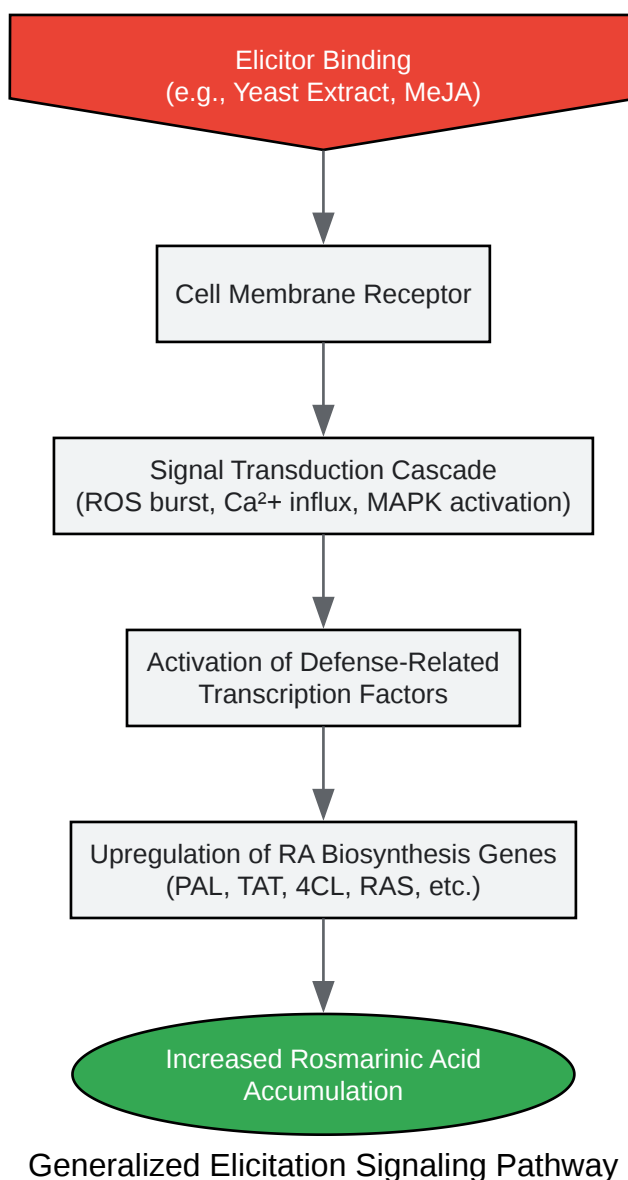 Elicitor Binding
(e.g., Yeast Extract, MeJA)
Cell Membrane Receptor
Signal Transduction Cascade
(ROS burst, Ca²+ influx, MAPK activation)
Activation of Defense-Related
Transcription Factors
Upregulation of RA Biosynthesis Genes
(PAL, TAT, 4CL, RAS, etc.)
Increased Rosmarinic Acid
Accumulation
Generalized Elicitation Signaling Pathway